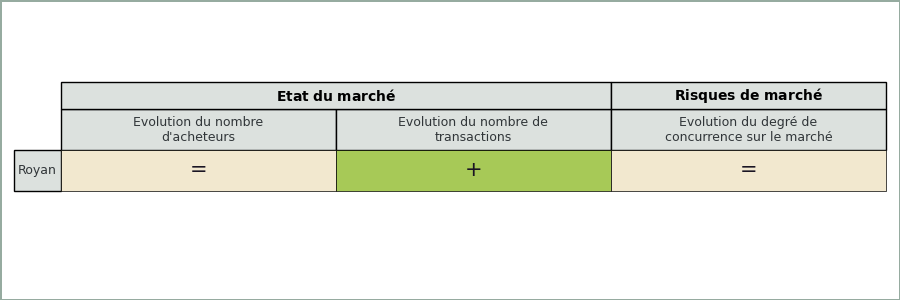 Etat du marché
Risques de marché
Evolution du nombre
d'acheteurs
Evolution du nombre de
transactions
Evolution du degré de
concurrence sur le marché
Royan
=
+
=